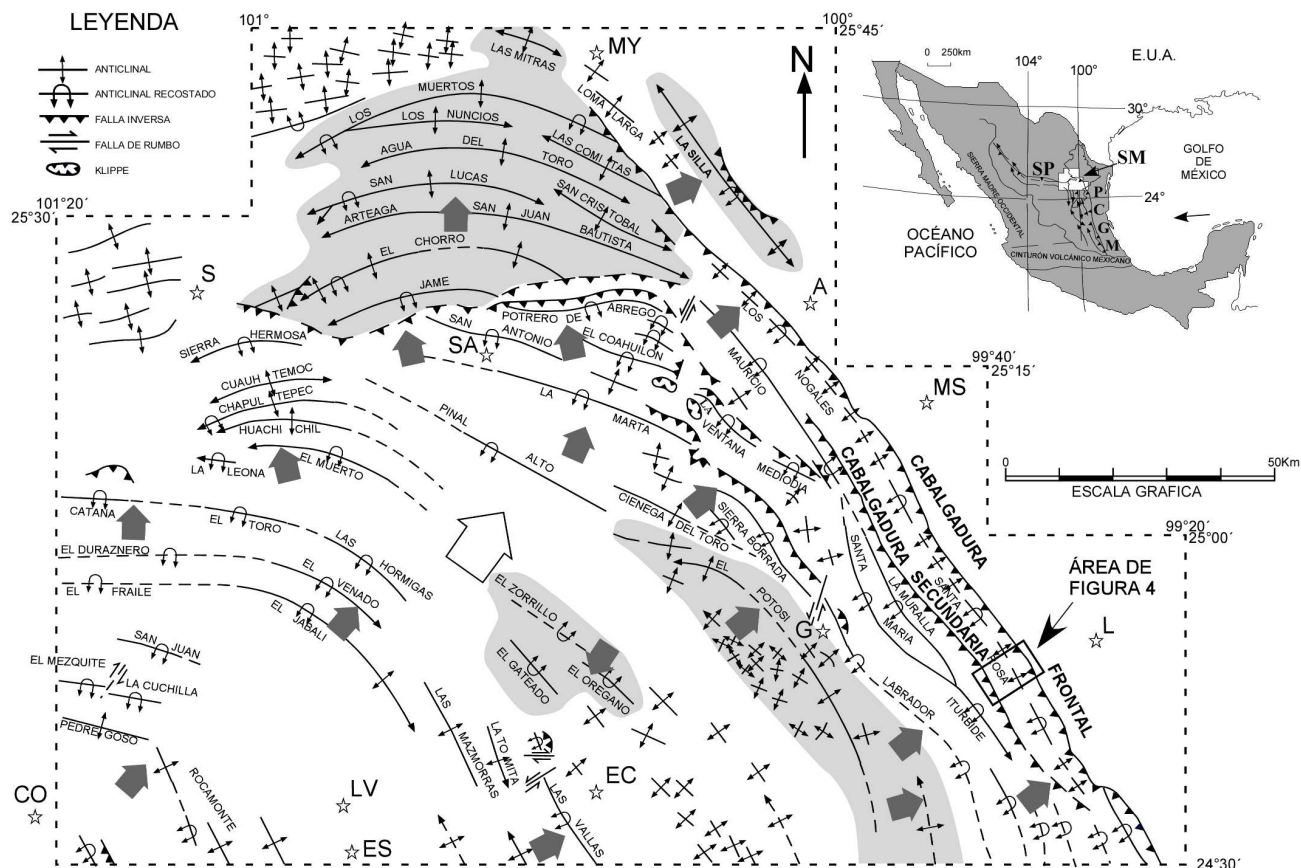 LEYENDA
ANTICLINAL
ANTICLINAL RECOSTADO
FALLA INVERSA
FALLA DE RUMBO
KLIPPE
101°
100°
25°45´
101°20´
25°30´
99°40´
25°15´
99°20´
25°00´
24°30´
N
0 250km
E.U.A.
104°
100°
30°
24°
SM
SP
P
C
G
M
GOLFO
DE
MÉXICO
OCÉANO
PACÍFICO
SIERRA MADRE OCCIDENTAL
CINTURÓN VOLCÁNICO MEXICANO
MY
LAS MITRAS
LOMA LARGA
LOS MUERTOS
LOS NUNCIOS
AGUA DEL TORO
LAS COMITAS
SAN LUCAS
SAN CRISTOBAL
ARTEAGA SAN JUAN BAUTISTA
EL CHORRO
JAME
LA SILLA
S
A
SA
MS
POTRERO DE ABREGO
SAN ANTONIO
EL COAHUILON
SIERRA HERMOSA
CUAUH TEMOC
CHAPUL TEPEC
HUACHI CHIL
LA LEONA
EL MUERTO
PINAL ALTO
LA MARTA
LA VENTANA
MEDIODIA
MAURICIO
LOS NOGALES
CABALGADURA SECUNDARIA
CABALGADURA FRONTAL
0
50Km
ESCALA GRAFICA
CATANA
EL TORO
LAS HORMIGAS
EL DURAZNERO
EL VENADO
EL FRAILE
EL JABALI
CIENEGA DEL TORO
SIERRA BORRADA
EL POTOSI
SANTA MARIA
LA MURALLA
SANTA ROSA
ÁREA DE
FIGURA 4
L
G
SAN JUAN
EL MEZQUITE
LA CUCHILLA
PEDREGOSO
ROCAMONTE
EL ZORRILLO
EL GATEADO
EL OREGANO
LAS MAZMORRAS
LA TOMITA
LAS VALLAS
LABRADOR
ITURBIDE
CO
LV
ES
EC